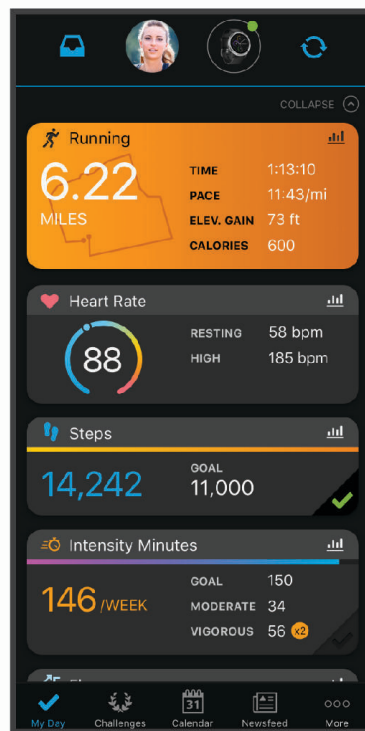 COLLAPSE
Running
6.22
MILES
TIME 1:13:10
PACE 11:43/mi
ELEV. GAIN 73 ft
CALORIES 600
Heart Rate
88
RESTING 58 bpm
HIGH 185 bpm
Steps
14,242
GOAL
11,000
Intensity Minutes
146 /WEEK
GOAL 150
MODERATE 34
VIGOROUS 56 x2
31
My Day Challenges Calendar Newsfeed More